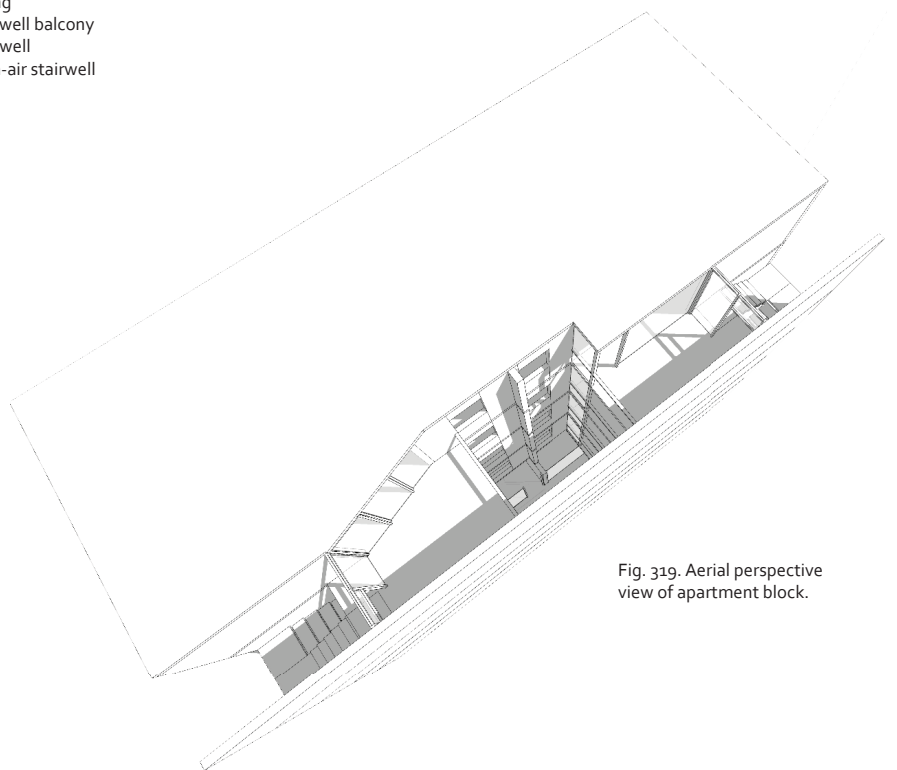 g
well balcony
well
-air stairwell
Fig. 319. Aerial perspective
view of apartment block.